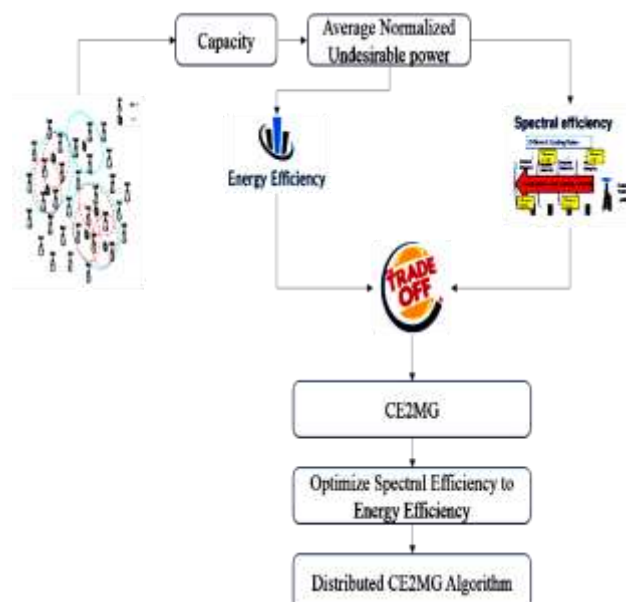 Capacity
Average Normalized
Undesirable power
Energy Efficiency
Spectral efficiency
TRADE
OFF
CE2MG
Optimize Spectral Efficiency to
Energy Efficiency
Distributed CE2MG Algorithm